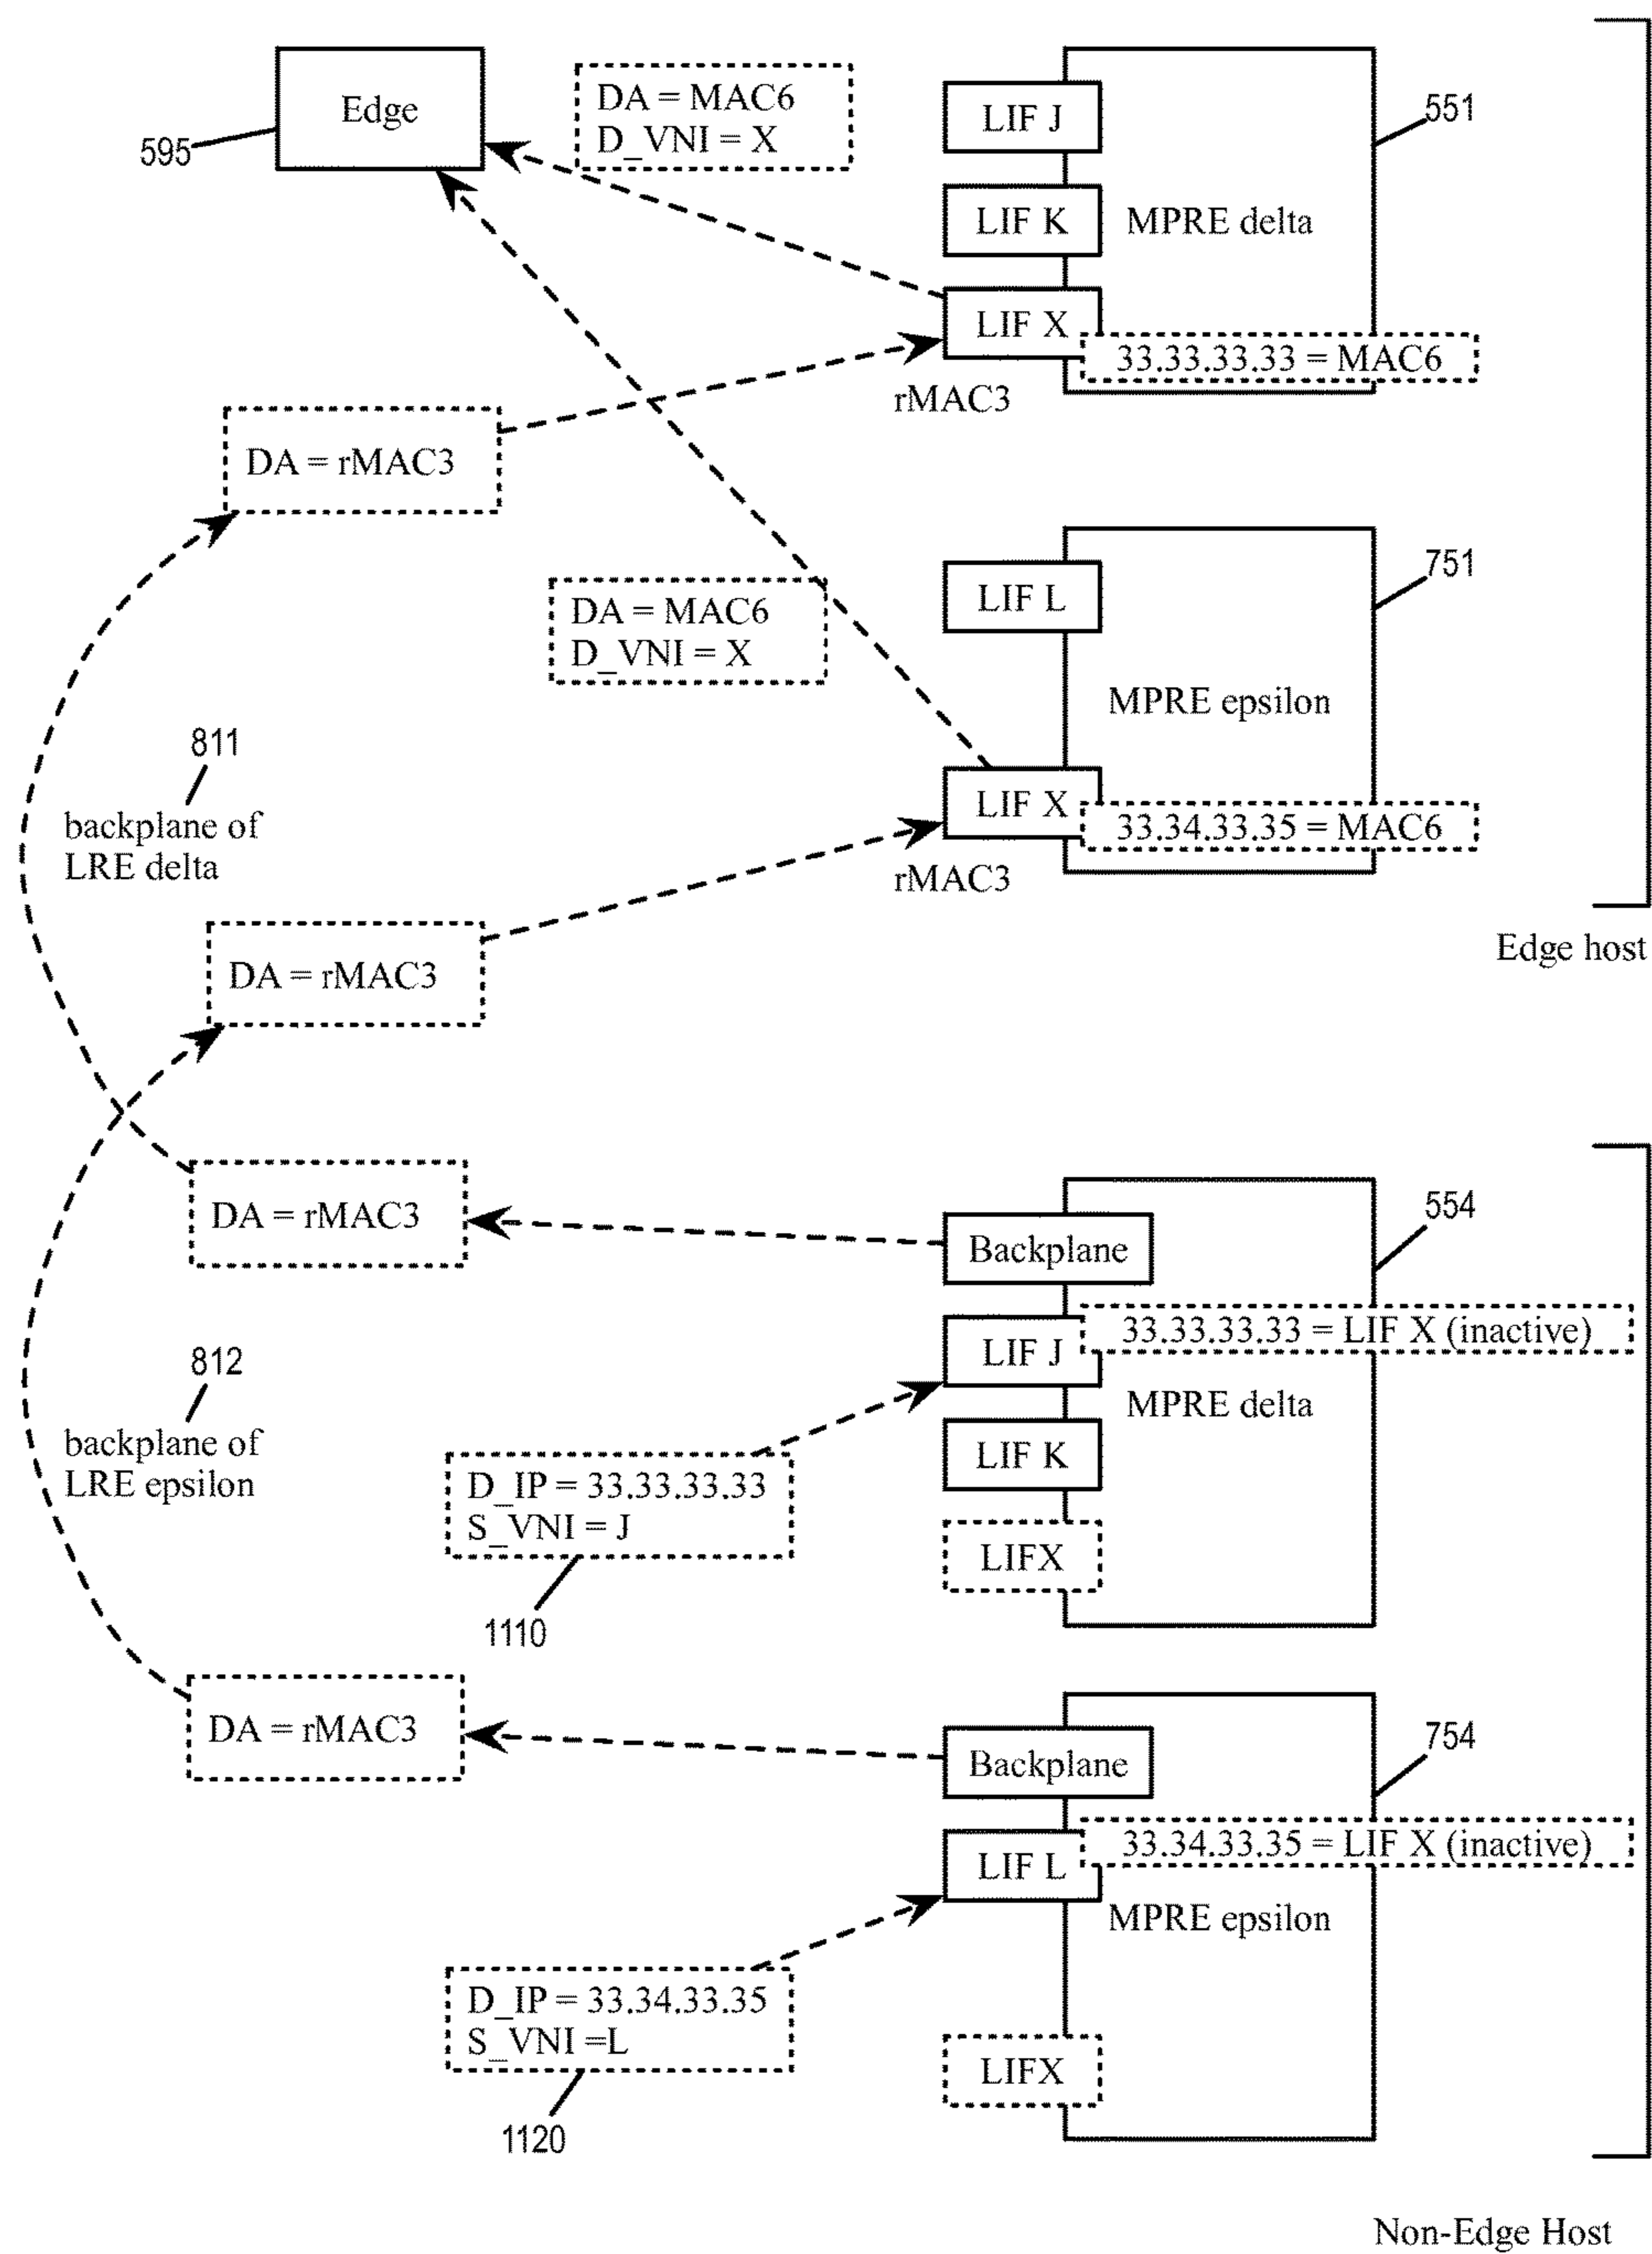 Edge
595
DA = MAC6
D_VNI = X
LIF J
551
LIF K
MPRE delta
LIF X
33.33.33.33 = MAC6
rMAC3
DA = rMAC3
LIF L
751
DA = MAC6
D_VNI = X
MPRE epsilon
811
backplane of
LRE delta
LIF X
33.34.33.35 = MAC6
rMAC3
DA = rMAC3
Edge host
DA = rMAC3
Backplane
554
33.33.33.33 = LIF X (inactive)
LIF J
812
backplane of
LRE epsilon
MPRE delta
LIF K
D_IP = 33.33.33.33
S_VNI = J
LIFX
1110
DA = rMAC3
Backplane
754
33.34.33.35 = LIF X (inactive)
LIF L
MPRE epsilon
D_IP = 33.34.33.35
S_VNI =L
LIFX
1120
Non-Edge Host